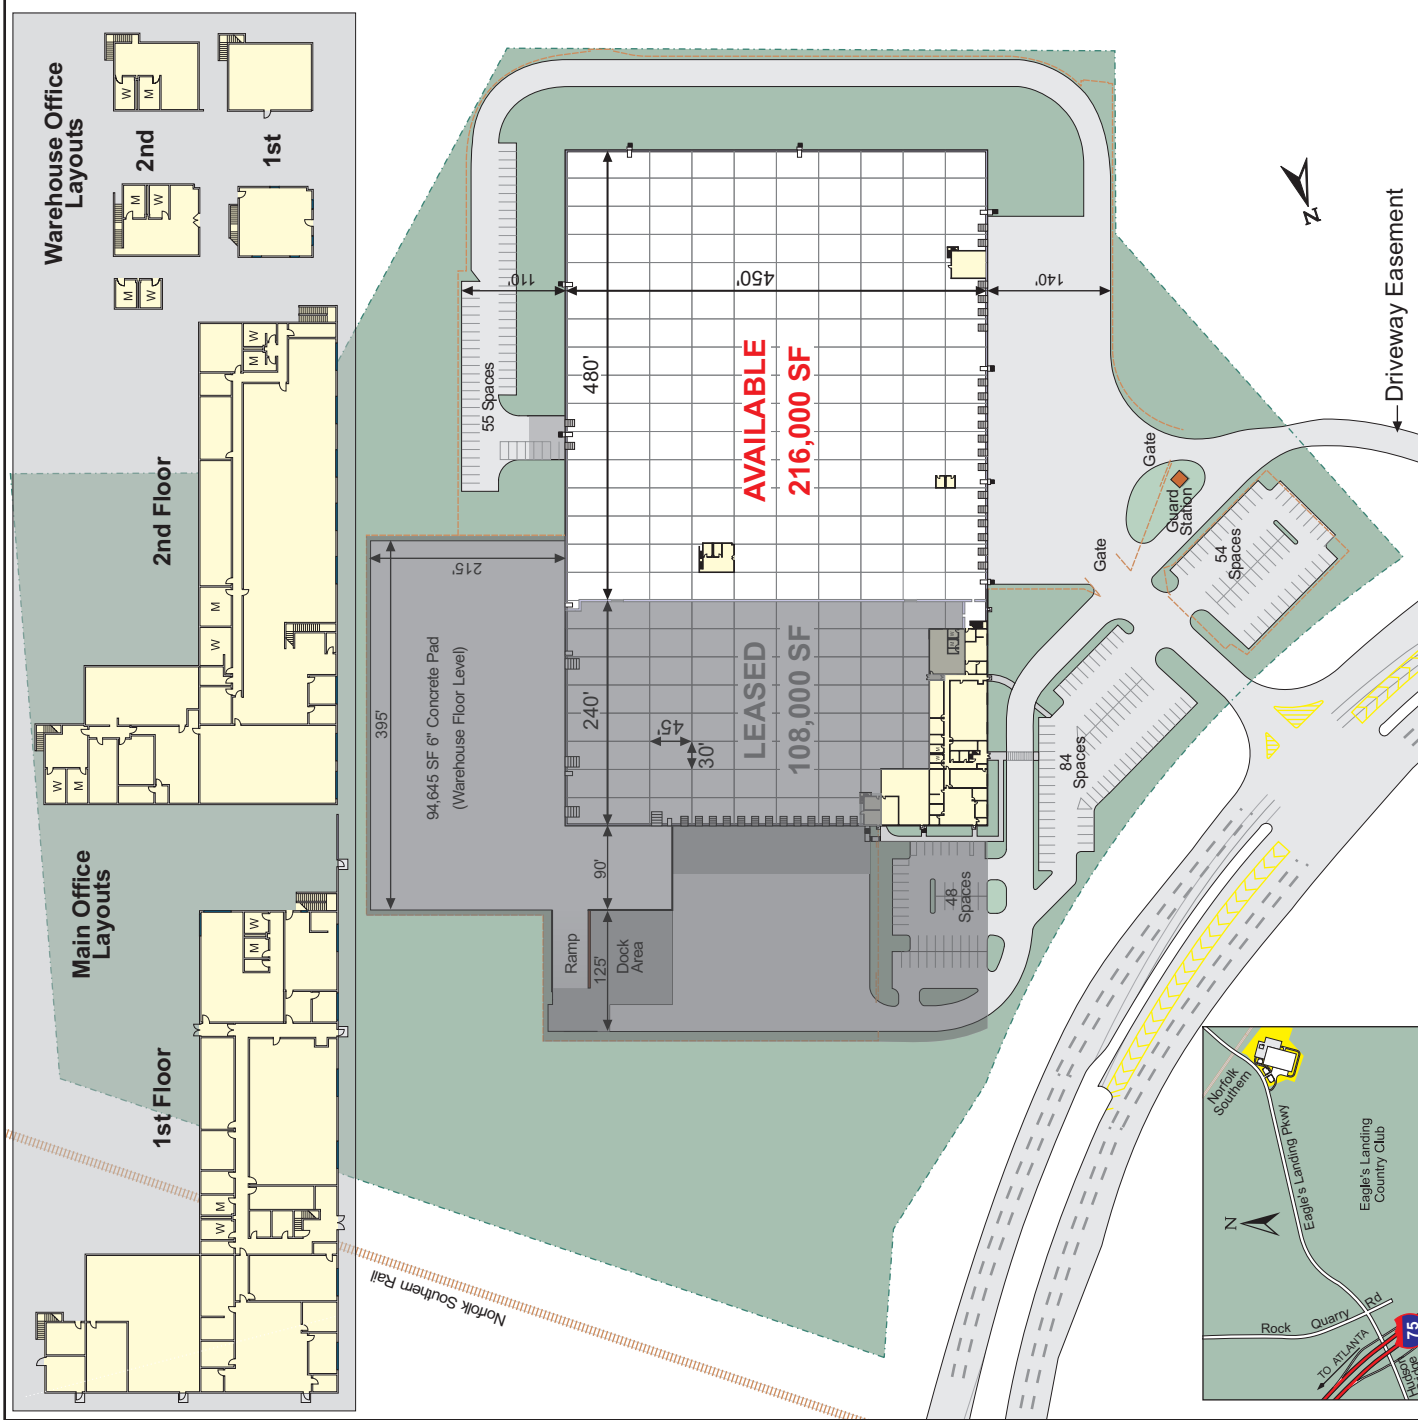 Warehouse Office
Layouts
2nd
1st
W
M
M
W
M
W
2nd Floor
W
M
M
W
W
M
Main Office
Layouts
1st Floor
W
M
M
W
Norfolk Southern Rail
395'
215'
94,645 SF 6" Concrete Pad
(Warehouse Floor Level)
110'
55 Spaces
450'
480'
140'
AVAILABLE
216,000 SF
240'
45'
30'
LEASED
108,000 SF
90'
125'
Ramp
Dock
Area
48
Spaces
84
Spaces
54
Spaces
Gate
Gate
Guard
Station
N
Driveway Easement
Norfolk
Southern
Eagle's Landing Pkwy
Eagle's Landing
Country Club
N
Rock Quarry Rd
TO ATLANTA
75
Hudson